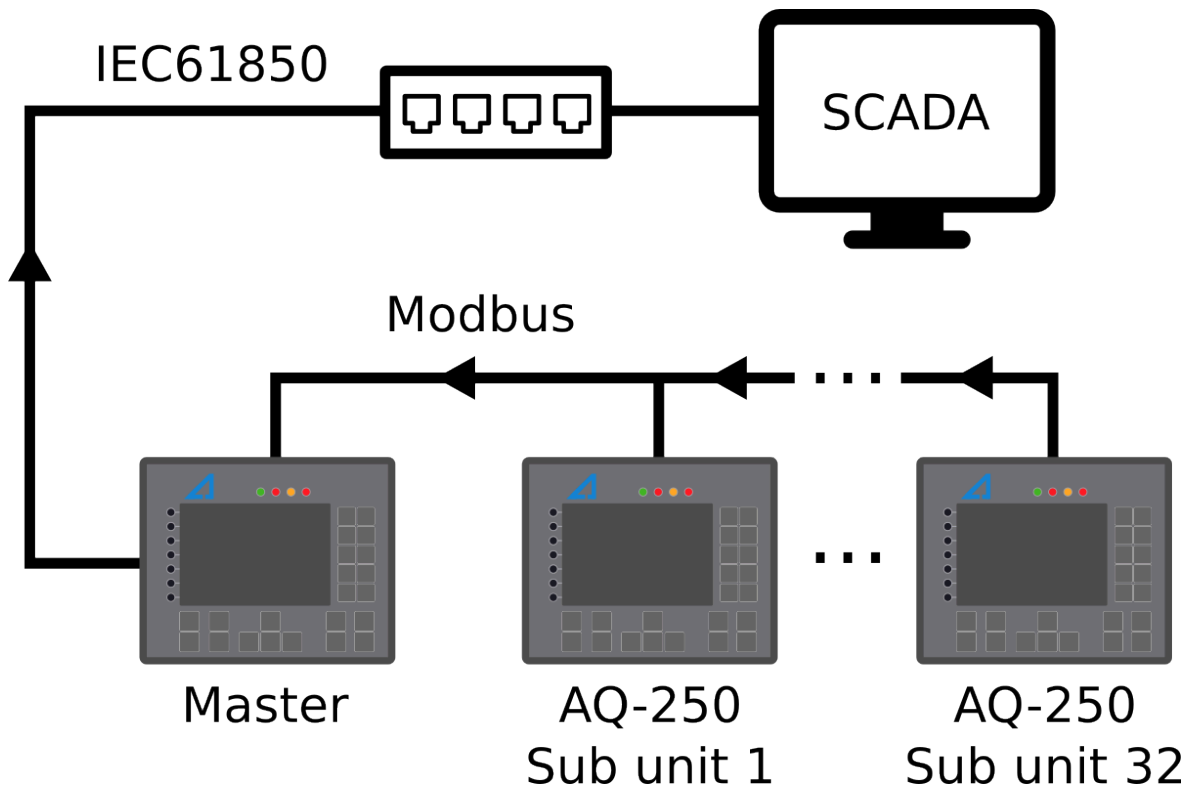 IEC61850
SCADA
Modbus
Master
AQ-250
Sub unit 1
AQ-250
Sub unit 32